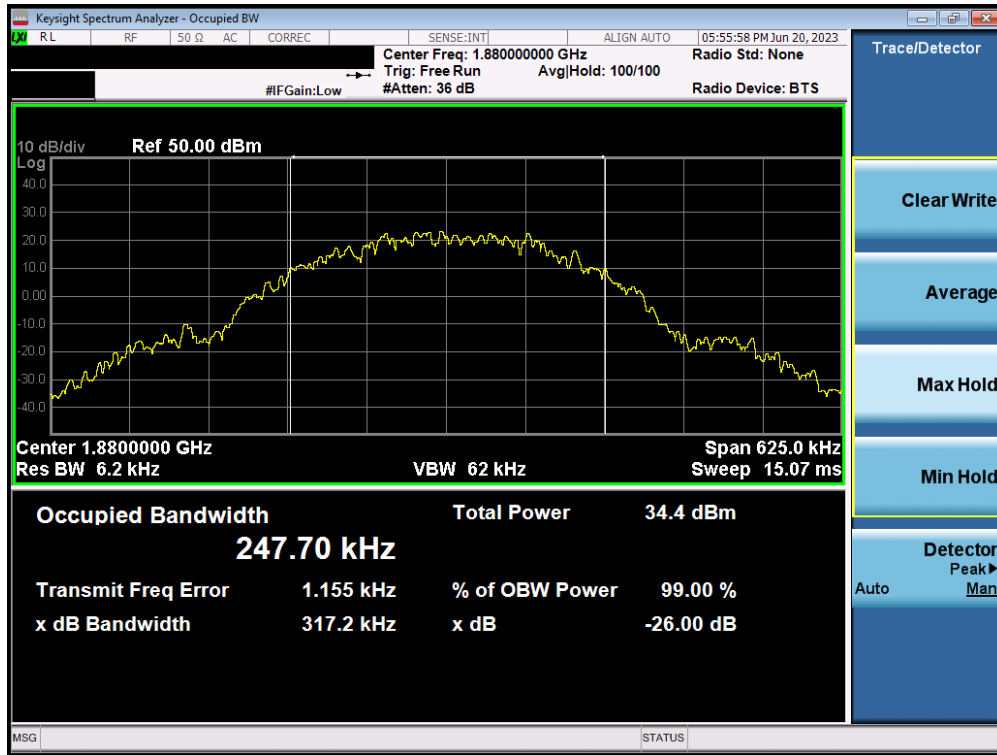 Keysight Spectrum Analyzer - Occupied BW
LXI RL RF 50 Ω AC CORREC SENSE:INT ALIGN AUTO 05:55:58 PM Jun 20, 2023
Center Freq: 1.880000000 GHz Radio Std: None
Trig: Free Run Avg|Hold: 100/100
#IFGain:Low #Atten: 36 dB Radio Device: BTS
10 dB/div Ref 50.00 dBm
Log
40.0
30.0
20.0
10.0
0.00
-10.0
-20.0
-30.0
-40.0
Center 1.8800000 GHz Span 625.0 kHz
Res BW 6.2 kHz VBW 62 kHz Sweep 15.07 ms
Occupied Bandwidth Total Power 34.4 dBm
247.70 kHz
Transmit Freq Error 1.155 kHz % of OBW Power 99.00 %
x dB Bandwidth 317.2 kHz x dB -26.00 dB
MSG STATUS
Trace/Detector
Clear Write
Average
Max Hold
Min Hold
Detector
Peak▶
Auto Man